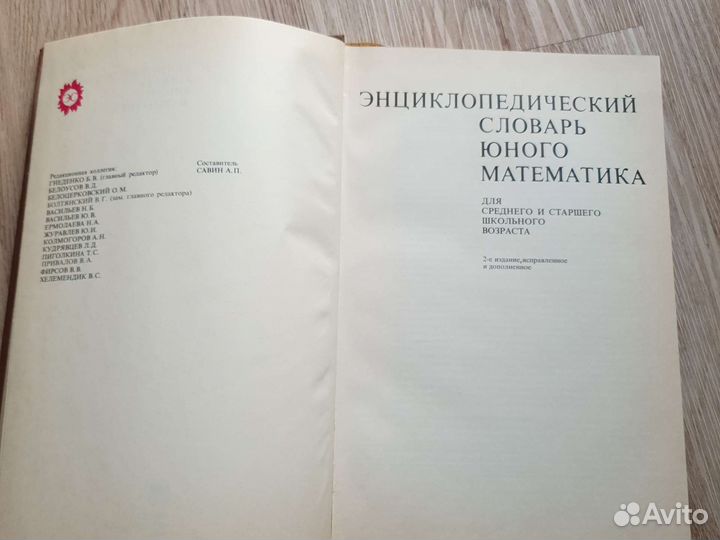 Редакционная коллегия:
ГНЕДЕНКО Б.В. (главный редактор)
БЕЛОУСОВ В.Д.
БЕЛОЦЕРКОВСКИЙ О.М.
БОЛТЯНСКИЙ В.Г. (зам. главного редактора)
ВАСИЛЬЕВ Н.Б.
ВАСИЛЬЕВ Ю.В.
ЕРМОЛАЕВА Н.А.
ЖУРАВЛЕВ Ю.И.
КОЛМОГОРОВ А.Н.
КУДРЯВЦЕВ Л.Д.
ПИГОЛКИНА Т.С.
ПРИВАЛОВ В.А.
ФИРСОВ В.В.
ХЕЛЕМЕНДИК В.С.
Составитель
САВИН А.П.
ЭНЦИКЛОПЕДИЧЕСКИЙ
СЛОВАРЬ
ЮНОГО
МАТЕМАТИКА
ДЛЯ
СРЕДНЕГО И СТАРШЕГО
ШКОЛЬНОГО
ВОЗРАСТА
2-е издание, исправленное
и дополненное
Avito